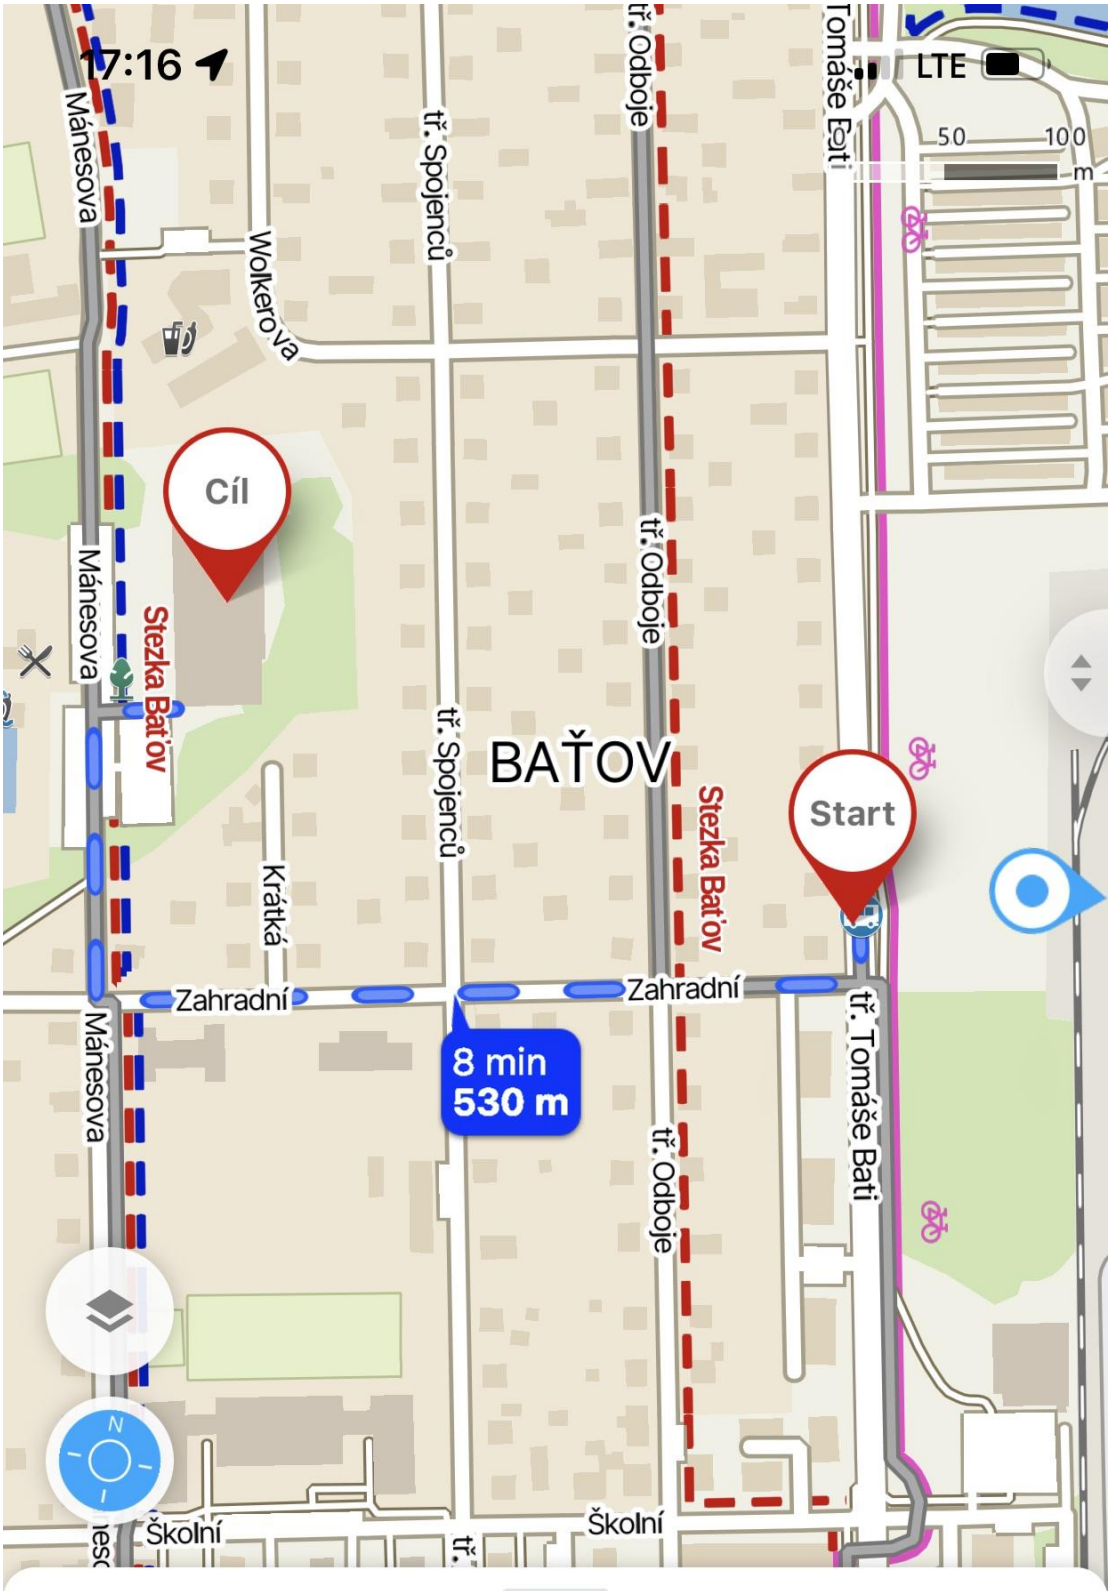 17:16
LTE
50
100
m
Mánesova
tř. Spojenců
tř. Odboje
Tomáše Bati
Wolkerova
Cíl
Mánesova
tř. Odboje
Stezka Baťov
tř. Spojenců
BAŤOV
Stezka Baťov
Start
Krátká
Zahradní
Zahradní
8 min
530 m
Mánesova
tř. Tomáše Bati
tř. Odboje
N
Školní
Školní
tř.